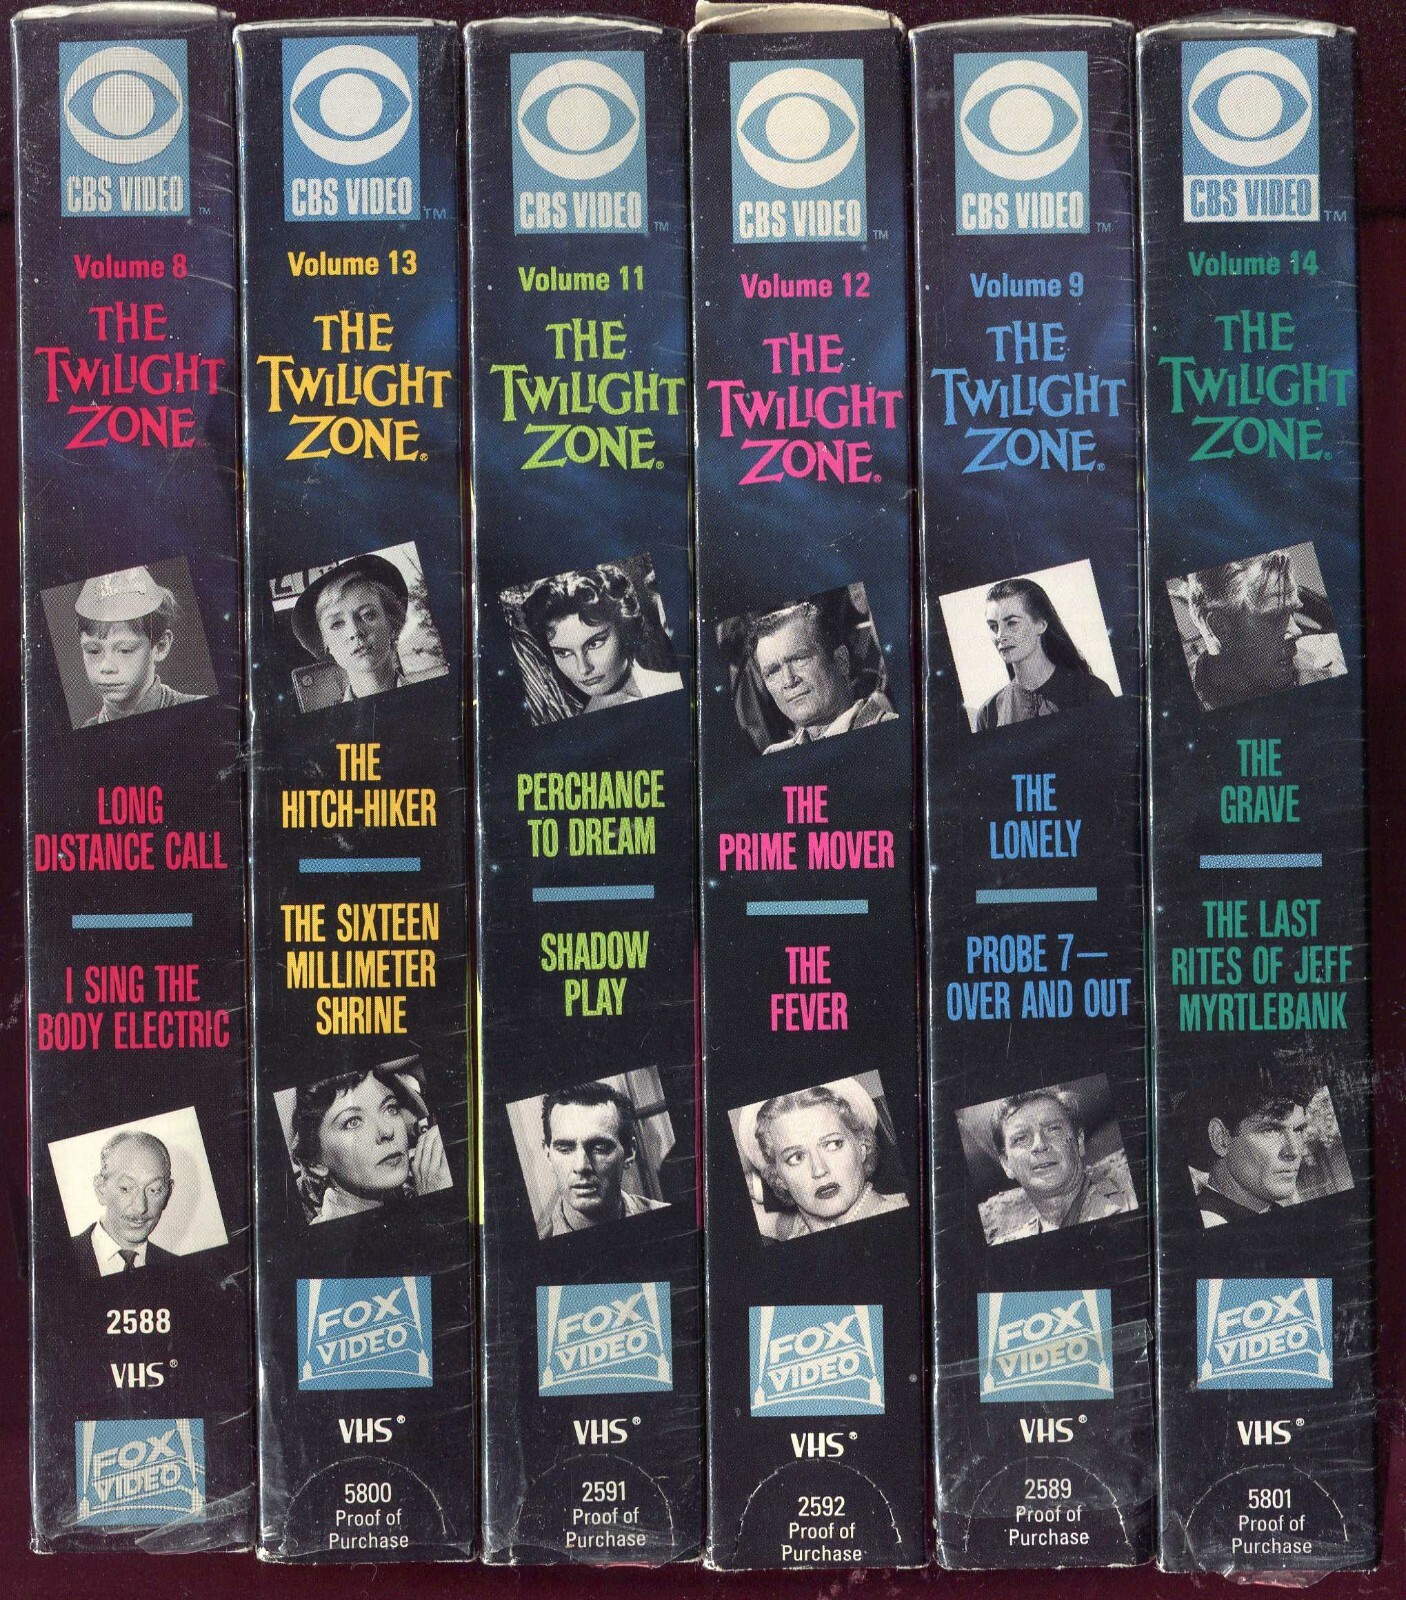 CBS VIDEO
TM
Volume 8
THE
TWILIGHT
ZONE
LONG
DISTANCE CALL
I SING THE
BODY ELECTRIC
2588
VHS®
FOX
VIDEO
CBS VIDEO
TM
Volume 13
THE
TWILIGHT
ZONE®
THE
HITCH-HIKER
THE SIXTEEN
MILLIMETER
SHRINE
FOX
VIDEO
VHS®
5800
Proof of
Purchase
CBS VIDEO
TM
Volume 11
THE
TWILIGHT
ZONE®
PERCHANCE
TO DREAM
SHADOW
PLAY
FOX
VIDEO
VHS®
2591
Proof of
Purchase
CBS VIDEO
TM
Volume 12
THE
TWILIGHT
ZONE®
THE
PRIME MOVER
THE
FEVER
FOX
VIDEO
VHS®
2592
Proof of
Purchase
CBS VIDEO
TM
Volume 9
THE
TWILIGHT
ZONE®
THE
LONELY
PROBE 7—
OVER AND OUT
FOX
VIDEO
VHS®
2589
Proof of
Purchase
CBS VIDEO
TM
Volume 14
THE
TWILIGHT
ZONE®
THE
GRAVE
THE LAST
RITES OF JEFF
MYRTLEBANK
FOX
VIDEO
VHS®
5801
Proof of
Purchase